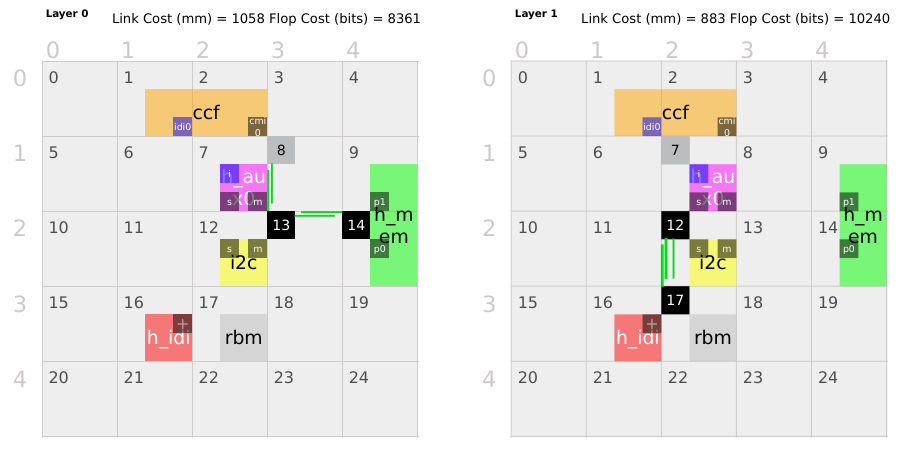 Layer 0
Link Cost (mm) = 1058 Flop Cost (bits) = 8361
0 1 2 3 4
0 0 1 2 3 4
ccf
idi0 cmi
0
1 5 6 7 8 9
h_au
x0
s m
p1
h_m
em
p0
2 10 11 12 13 14
s m
i2c
3 15 16 17 18 19
+
h_idi rbm
4 20 21 22 23 24
Layer 1
Link Cost (mm) = 883 Flop Cost (bits) = 10240
0 1 2 3 4
0 0 1 2 3 4
ccf
idi0 cmi
0
1 5 6 7 8 9
h_au
x0
s m
p1
h_m
em
p0
2 10 11 12 13 14
s m
i2c
3 15 16 17 18 19
+
h_idi rbm
4 20 21 22 23 24